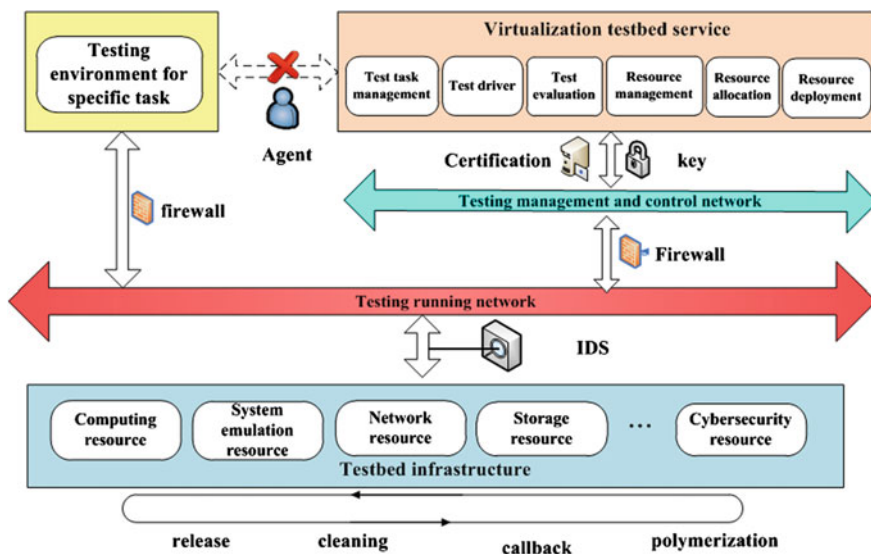 Testing
environment for
specific task
Agent
Virtualization testbed service
Test task
management
Test driver
Test
evaluation
Resource
management
Resource
allocation
Resource
deployment
Certification
key
Testing management and control network
firewall
Firewall
Testing running network
IDS
Computing
resource
System
emulation
resource
Network
resource
Storage
resource
...
Cybersecurity
resource
Testbed infrastructure
release
cleaning
callback
polymerization